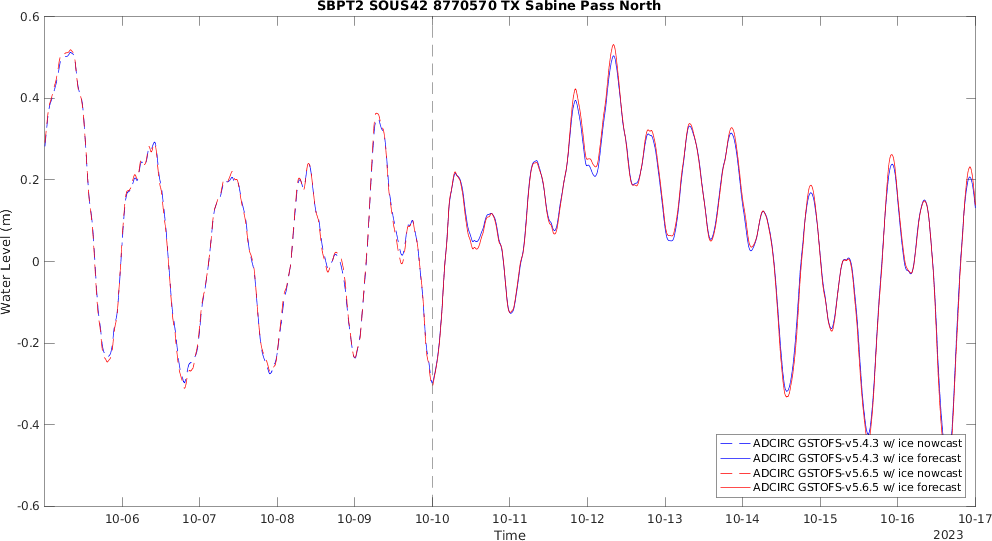 SBPT2 SOUS42 8770570 TX Sabine Pass North
Water Level (m)
0.6
0.4
0.2
0
-0.2
-0.4
-0.6
ADCIRC GSTOFS-v5.4.3 w/ ice nowcast
ADCIRC GSTOFS-v5.4.3 w/ ice forecast
ADCIRC GSTOFS-v5.6.5 w/ ice nowcast
ADCIRC GSTOFS-v5.6.5 w/ ice forecast
10-06 10-07 10-08 10-09 10-10 10-11 10-12 10-13 10-14 10-15 10-16 10-17
Time
2023